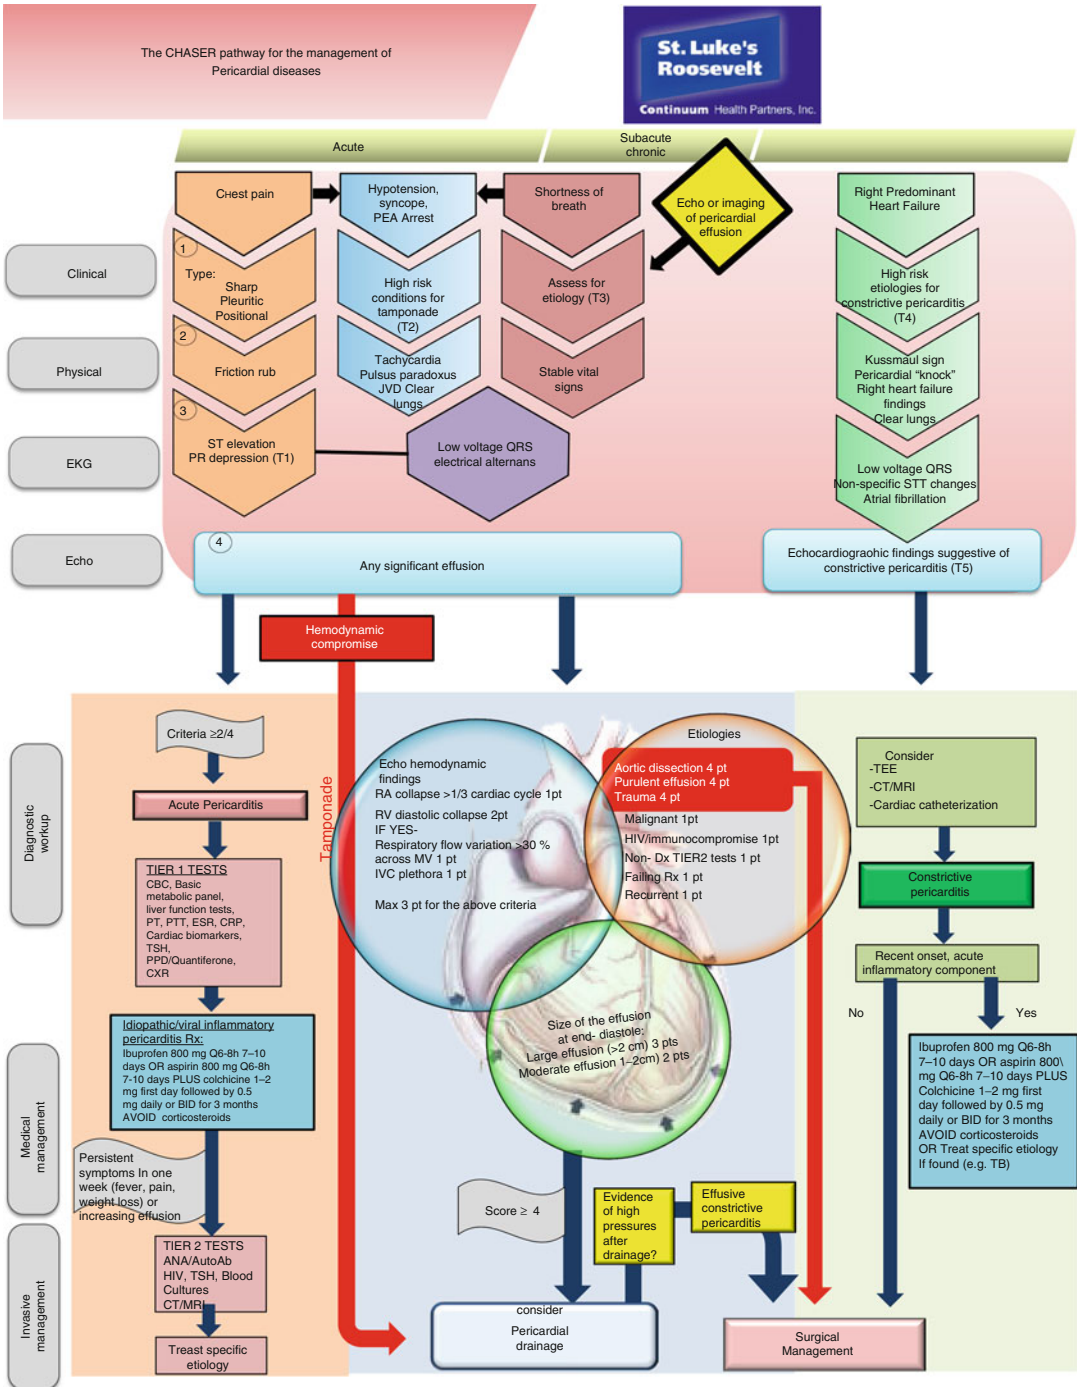 The CHASER pathway for the management of
Pericardial diseases
St. Luke's
Roosevelt
Continuum Health Partners, Inc.
Acute
Subacute
chronic
Chest pain
Hypotension,
syncope,
PEA Arrest
Shortness of
breath
Echo or imaging
of pericardial
effusion
Right Predominant
Heart Failure
Clinical
1
Type:
Sharp
Pleuritic
Positional
High risk
conditions for
tamponade
(T2)
Assess for
etiology (T3)
High risk
etiologies for
constrictive pericarditis
(T4)
Physical
2
Friction rub
Tachycardia
Pulsus paradoxus
JVD Clear
lungs
Stable vital
signs
Kussmaul sign
Pericardial “knock”
Right heart failure
findings
Clear lungs
EKG
3
ST elevation
PR depression (T1)
Low voltage QRS
electrical alternans
Low voltage QRS
Non-specific STT changes
Atrial fibrillation
Echo
4
Any significant effusion
Echocardiograohic findings suggestive of
constrictive pericarditis (T5)
Hemodynamic
compromise
Diagnostic
workup
Criteria ≥2/4
Acute Pericarditis
TIER 1 TESTS
CBC, Basic
metabolic panel,
liver function tests,
PT, PTT, ESR, CRP,
Cardiac biomarkers,
TSH,
PPD/Quantiferone,
CXR
Tamponade
Echo hemodynamic
findings
RA collapse >1/3 cardiac cycle 1pt
RV diastolic collapse 2pt
IF YES-
Respiratory flow variation >30 %
across MV 1 pt
IVC plethora 1 pt
Max 3 pt for the above criteria
Etiologies
Aortic dissection 4 pt
Purulent effusion 4 pt
Trauma 4 pt
Malignant 1pt
HIV/immunocompromise 1pt
Non- Dx TIER2 tests 1 pt
Failing Rx 1 pt
Recurrent 1 pt
Size of the effusion
at end- diastole:
Large effusion (>2 cm) 3 pts
Moderate effusion 1–2cm) 2 pts
Consider
-TEE
-CT/MRI
-Cardiac catheterization
Constrictive
pericarditis
Recent onset, acute
inflammatory component
No
Yes
Medical
management
Idiopathic/viral inflammatory
pericarditis Rx:
Ibuprofen 800 mg Q6-8h 7–10
days OR aspirin 800 mg Q6-8h
7-10 days PLUS colchicine 1–2
mg first day followed by 0.5
mg daily or BID for 3 months
AVOID corticosteroids
Ibuprofen 800 mg Q6-8h
7–10 days OR aspirin 800\
mg Q6-8h 7–10 days PLUS
Colchicine 1–2 mg first
day followed by 0.5 mg
daily or BID for 3 months
AVOID corticosteroids
OR Treat specific etiology
If found (e.g. TB)
Persistent
symptoms In one
week (fever, pain,
weight loss) or
increasing effusion
Score ≥ 4
Evidence
of high
pressures
after
drainage?
Effusive
constrictive
pericarditis
Invasive
management
TIER 2 TESTS
ANA/AutoAb
HIV, TSH, Blood
Cultures
CT/MRI
Treast specific
etiology
consider
Pericardial
drainage
Surgical
Management